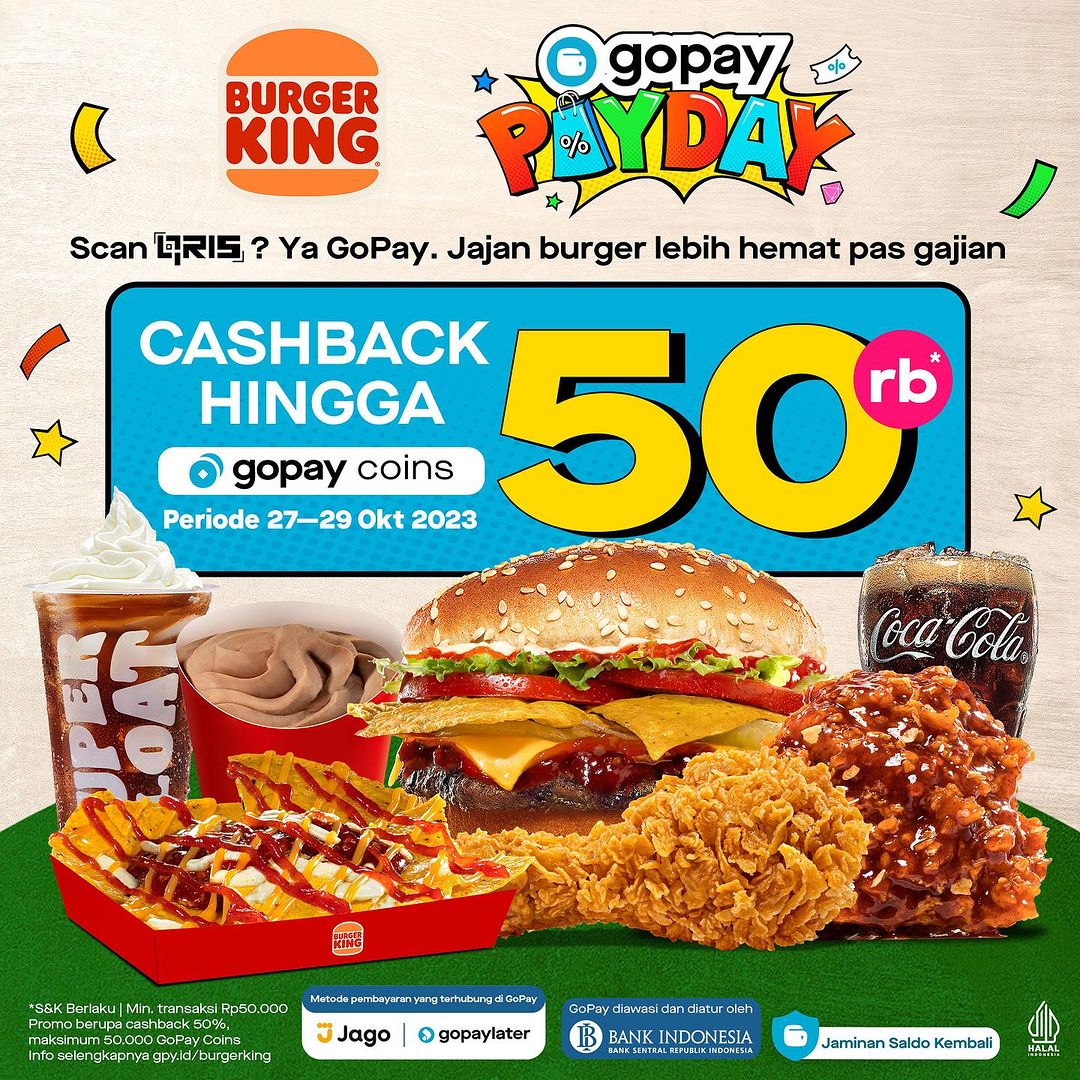 BURGER
KING
gopay
PAYDAY
%
%
Scan QRIS ? Ya GoPay. Jajan burger lebih hemat pas gajian
CASHBACK
HINGGA
50 rb*
gopay coins
Periode 27—29 Okt 2023
Coca-Cola
BURGER
KING
*S&K Berlaku | Min. transaksi Rp50.000
Promo berupa cashback 50%,
maksimum 50.000 GoPay Coins
Info selengkapnya gpy.id/burgerking
Metode pembayaran yang terhubung di GoPay
Jago | gopaylater
GoPay diawasi dan diatur oleh
BANK INDONESIA
BANK SENTRAL REPUBLIK INDONESIA
Jaminan Saldo Kembali
HALAL
INDONESIA